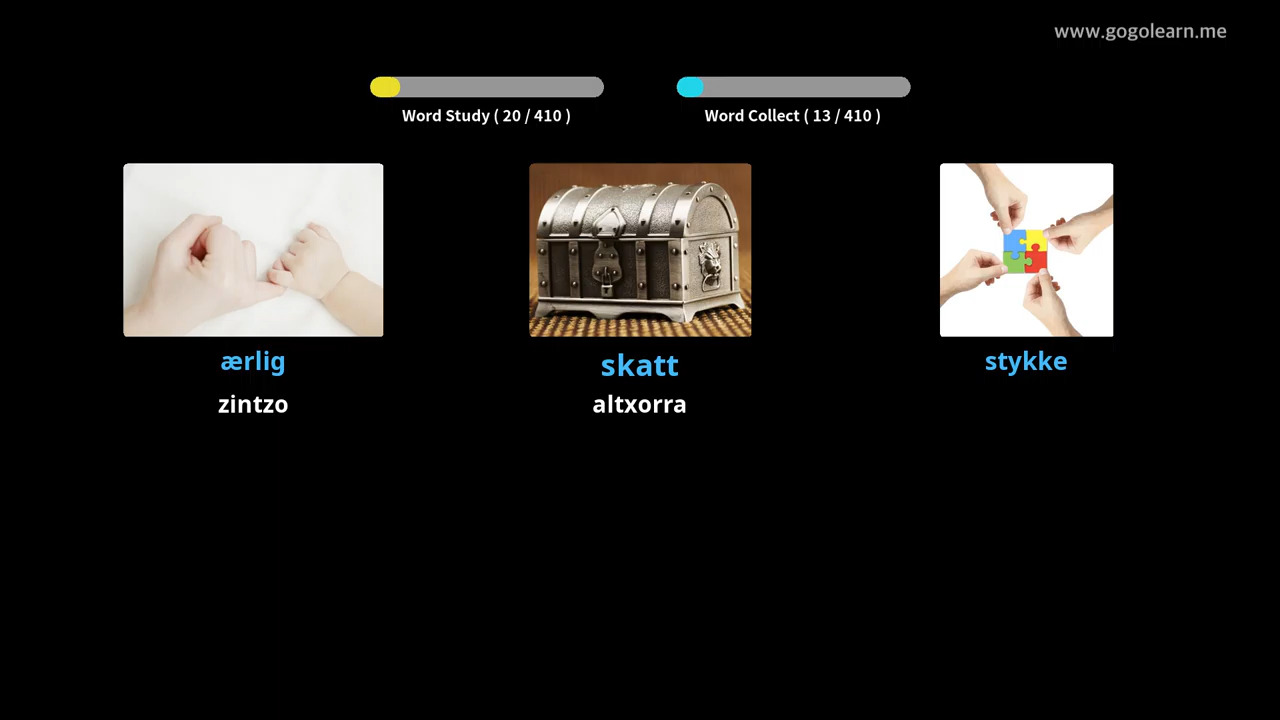 www.gogolearn.me
Word Study ( 20 / 410 )
Word Collect ( 13 / 410 )
ærlig
skatt
stykke
zintzo
altxorra